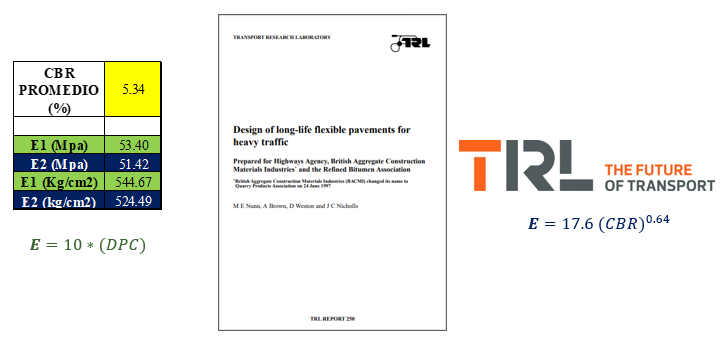 CBR
PROMEDIO
(%)
5.34
E1 (Mpa) 53.40
E2 (Mpa) 51.42
E1 (Kg/cm2) 544.67
E2 (kg/cm2) 524.49
E = 10 * (DPC)
TRANSPORT RESEARCH LABORATORY
TRL
Design of long-life flexible pavements for
heavy traffic
Prepared for Highways Agency, British Aggregate Construction
Materials Industries* and the Refined Bitumen Association
*British Aggregate Construction Materials Industries (BACMI) changed its name to
Quarry Products Association on 24 June 1997
M E Nunn, A Brown, D Weston and J C Nicholls
TRL REPORT 250
TRL
THE FUTURE
OF TRANSPORT
E = 17.6 (CBR)^0.64